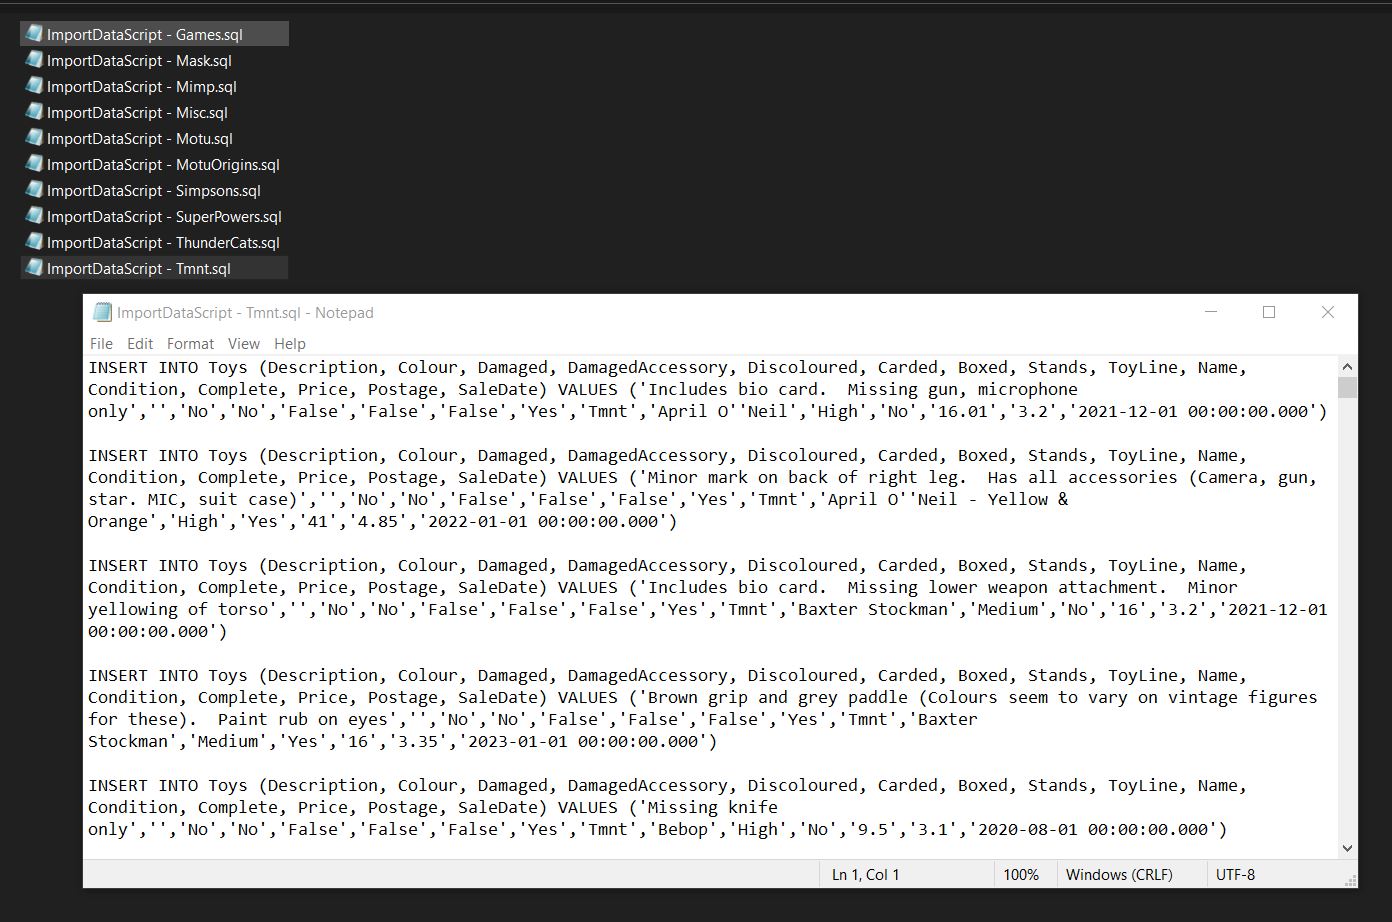 ImportDataScript - Games.sql
ImportDataScript - Mask.sql
ImportDataScript - Mimp.sql
ImportDataScript - Misc.sql
ImportDataScript - Motu.sql
ImportDataScript - MotuOrigins.sql
ImportDataScript - Simpsons.sql
ImportDataScript - SuperPowers.sql
ImportDataScript - ThunderCats.sql
ImportDataScript - Tmnt.sql
ImportDataScript - Tmnt.sql - Notepad
File Edit Format View Help
INSERT INTO Toys (Description, Colour, Damaged, DamagedAccessory, Discoloured, Carded, Boxed, Stands, ToyLine, Name,
Condition, Complete, Price, Postage, SaleDate) VALUES ('Includes bio card.  Missing gun, microphone
only','','No','No','False','False','False','Yes','Tmnt','April O''Neil','High','No','16.01','3.2','2021-12-01 00:00:00.000')
INSERT INTO Toys (Description, Colour, Damaged, DamagedAccessory, Discoloured, Carded, Boxed, Stands, ToyLine, Name,
Condition, Complete, Price, Postage, SaleDate) VALUES ('Minor mark on back of right leg.  Has all accessories (Camera, gun,
star. MIC, suit case)','','No','No','False','False','False','Yes','Tmnt','April O''Neil - Yellow &
Orange','High','Yes','41','4.85','2022-01-01 00:00:00.000')
INSERT INTO Toys (Description, Colour, Damaged, DamagedAccessory, Discoloured, Carded, Boxed, Stands, ToyLine, Name,
Condition, Complete, Price, Postage, SaleDate) VALUES ('Includes bio card.  Missing lower weapon attachment.  Minor
yellowing of torso','','No','No','False','False','False','Yes','Tmnt','Baxter Stockman','Medium','No','16','3.2','2021-12-01
00:00:00.000')
INSERT INTO Toys (Description, Colour, Damaged, DamagedAccessory, Discoloured, Carded, Boxed, Stands, ToyLine, Name,
Condition, Complete, Price, Postage, SaleDate) VALUES ('Brown grip and grey paddle (Colours seem to vary on vintage figures
for these).  Paint rub on eyes','','No','No','False','False','False','Yes','Tmnt','Baxter
Stockman','Medium','Yes','16','3.35','2023-01-01 00:00:00.000')
INSERT INTO Toys (Description, Colour, Damaged, DamagedAccessory, Discoloured, Carded, Boxed, Stands, ToyLine, Name,
Condition, Complete, Price, Postage, SaleDate) VALUES ('Missing knife
only','','No','No','False','False','False','Yes','Tmnt','Bebop','High','No','9.5','3.1','2020-08-01 00:00:00.000')
Ln 1, Col 1 100% Windows (CRLF) UTF-8